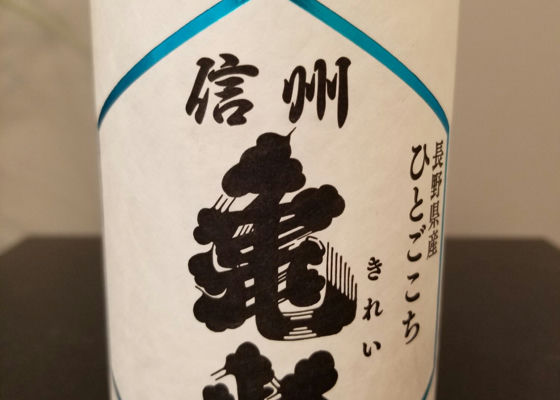 信州
亀
長野県産
ひとごこち
きれい